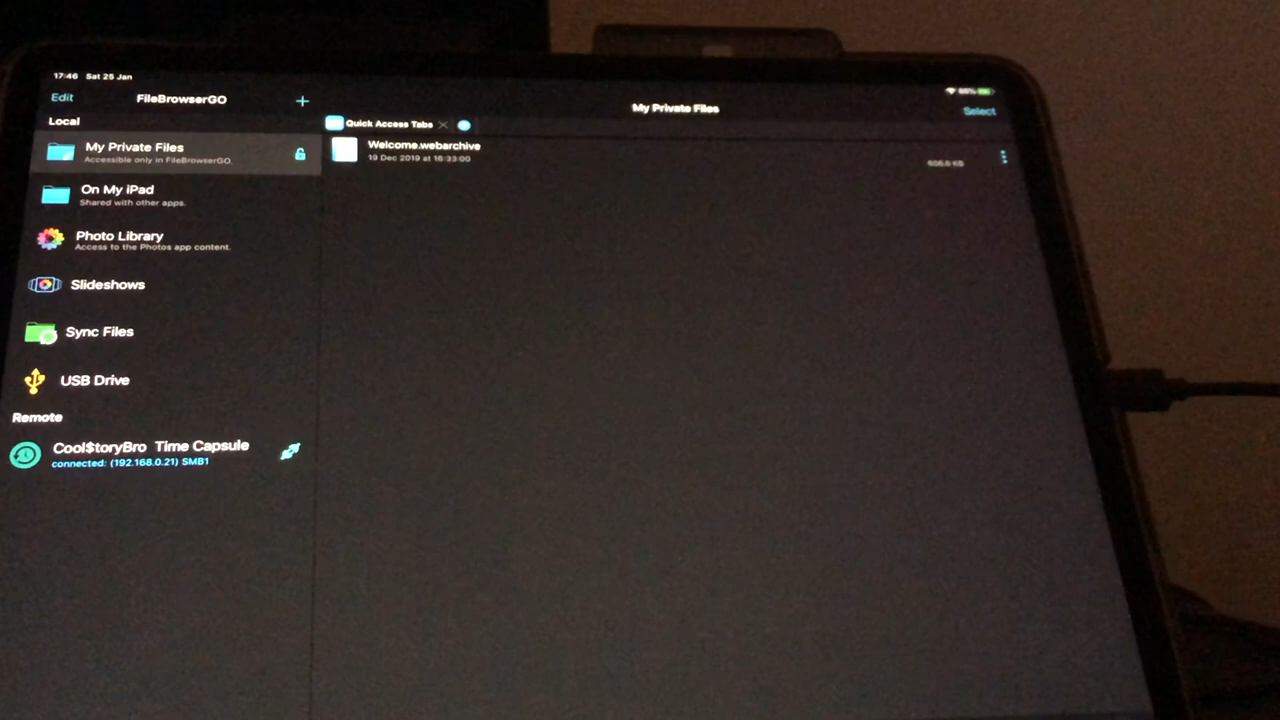 17:46 Sat 25 Jan
Edit FileBrowserGO +
My Private Files
Select
Local
Quick Access Tabs
My Private Files
Accessible only in FileBrowserGO.
Welcome.webarchive
19 Dec 2019 at 16:33:00
On My iPad
Shared with other apps.
Photo Library
Access to the Photos app content.
Slideshows
Sync Files
USB Drive
Remote
Cool$toryBro Time Capsule
connected: (192.168.0.21) SMB1